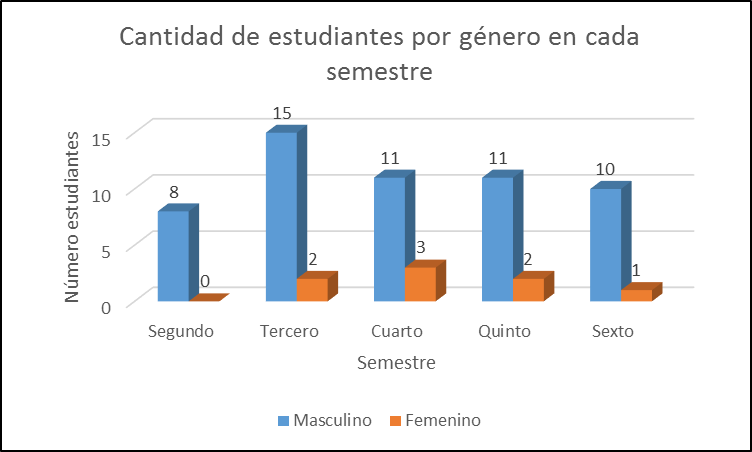 Cantidad de estudiantes por género en cada
semestre
Número estudiantes
15
10
5
0
8
0
15
2
11
3
11
2
10
1
Segundo
Tercero
Cuarto
Quinto
Sexto
Semestre
Masculino
Femenino